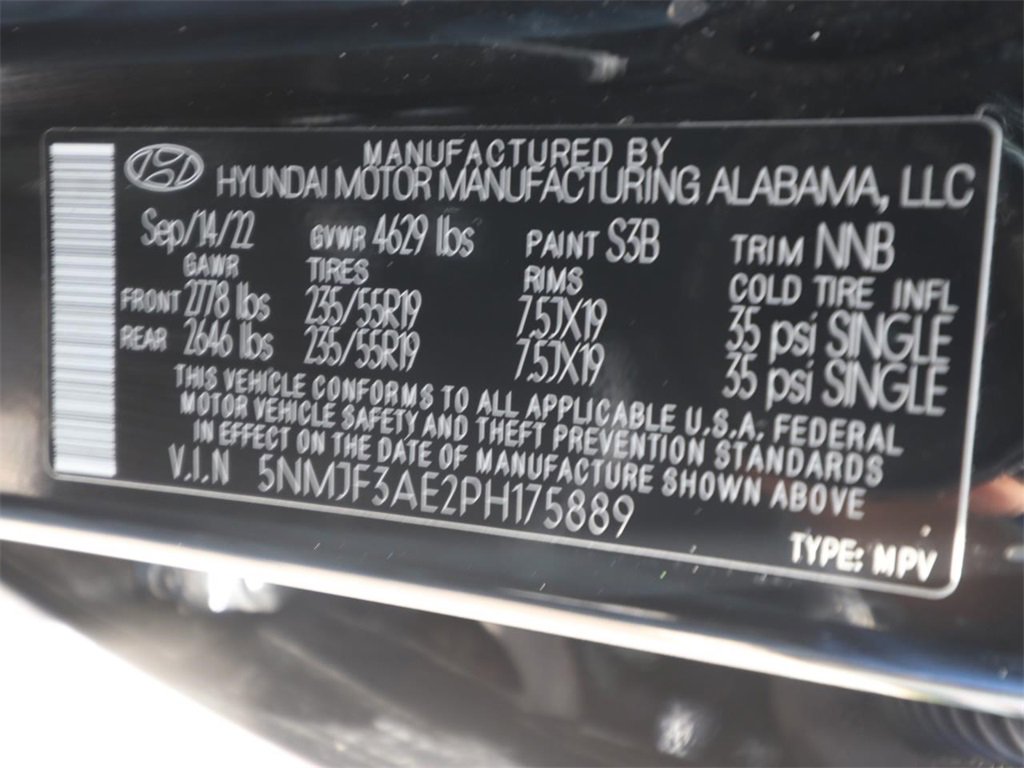 MANUFACTURED BY
HYUNDAI MOTOR MANUFACTURING ALABAMA, LLC
Sep/14/22 GVWR 4629 lbs PAINT S3B TRIM NNB
GAWR TIRES RIMS COLD TIRE INFL
FRONT 2778 lbs 235/55R19 7.5JX19 35 psi SINGLE
REAR 2646 lbs 235/55R19 7.5JX19 35 psi SINGLE
THIS VEHICLE CONFORMS TO ALL APPLICABLE U.S.A. FEDERAL
MOTOR VEHICLE SAFETY AND THEFT PREVENTION STANDARDS
IN EFFECT ON THE DATE OF MANUFACTURE SHOWN ABOVE
V.I.N 5NMJF3AE2PH175889
TYPE: MPV